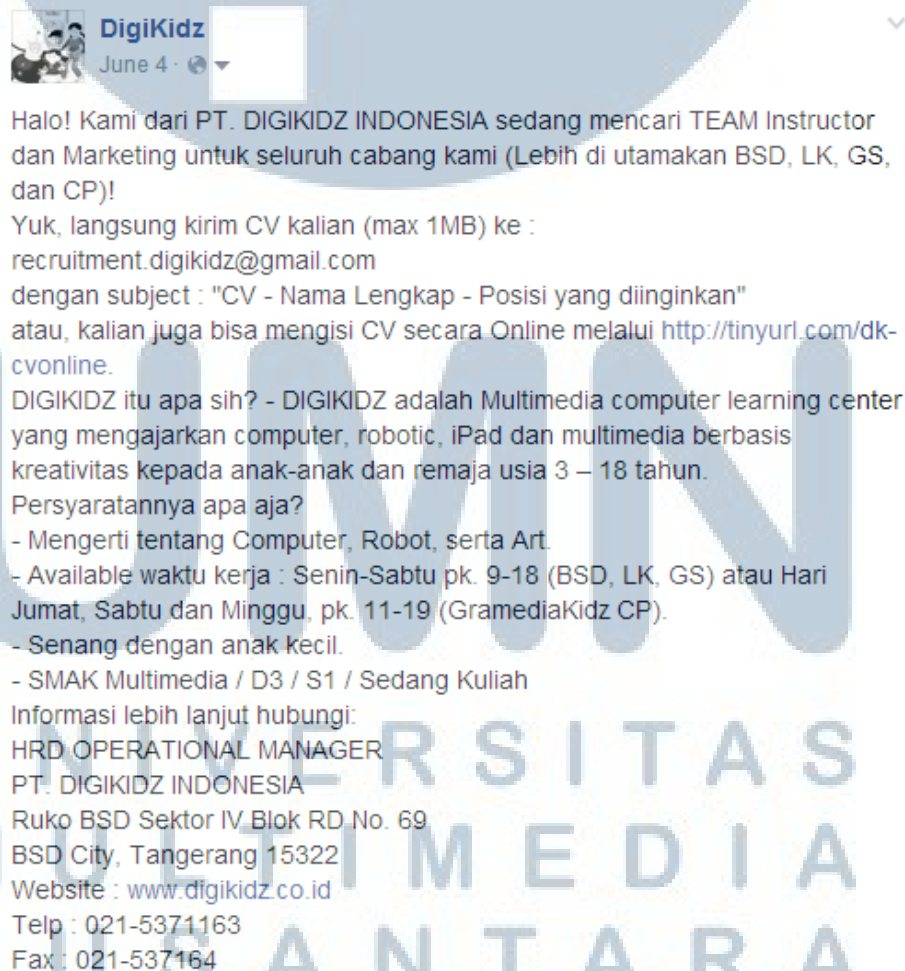 DigiKidz
June 4 ·
Halo! Kami dari PT. DIGIKIDZ INDONESIA sedang mencari TEAM Instructor
dan Marketing untuk seluruh cabang kami (Lebih di utamakan BSD, LK, GS,
dan CP)!
Yuk, langsung kirim CV kalian (max 1MB) ke :
recruitment.digikidz@gmail.com
dengan subject : "CV - Nama Lengkap - Posisi yang diinginkan"
atau, kalian juga bisa mengisi CV secara Online melalui http://tinyurl.com/dk-
cvonline.
DIGIKIDZ itu apa sih? - DIGIKIDZ adalah Multimedia computer learning center
yang mengajarkan computer, robotic, iPad dan multimedia berbasis
kreativitas kepada anak-anak dan remaja usia 3 – 18 tahun.
Persyaratannya apa aja?
- Mengerti tentang Computer, Robot, serta Art.
- Available waktu kerja : Senin-Sabtu pk. 9-18 (BSD, LK, GS) atau Hari
Jumat, Sabtu dan Minggu, pk. 11-19 (GramediaKidz CP).
- Senang dengan anak kecil.
- SMAK Multimedia / D3 / S1 / Sedang Kuliah
Informasi lebih lanjut hubungi:
HRD OPERATIONAL MANAGER
PT. DIGIKIDZ INDONESIA
Ruko BSD Sektor IV Blok RD No. 69
BSD City, Tangerang 15322
Website : www.digikidz.co.id
Telp : 021-5371163
Fax : 021-537164
UMN
NIVERSITAS
ULTIMEDIA
USANTARA